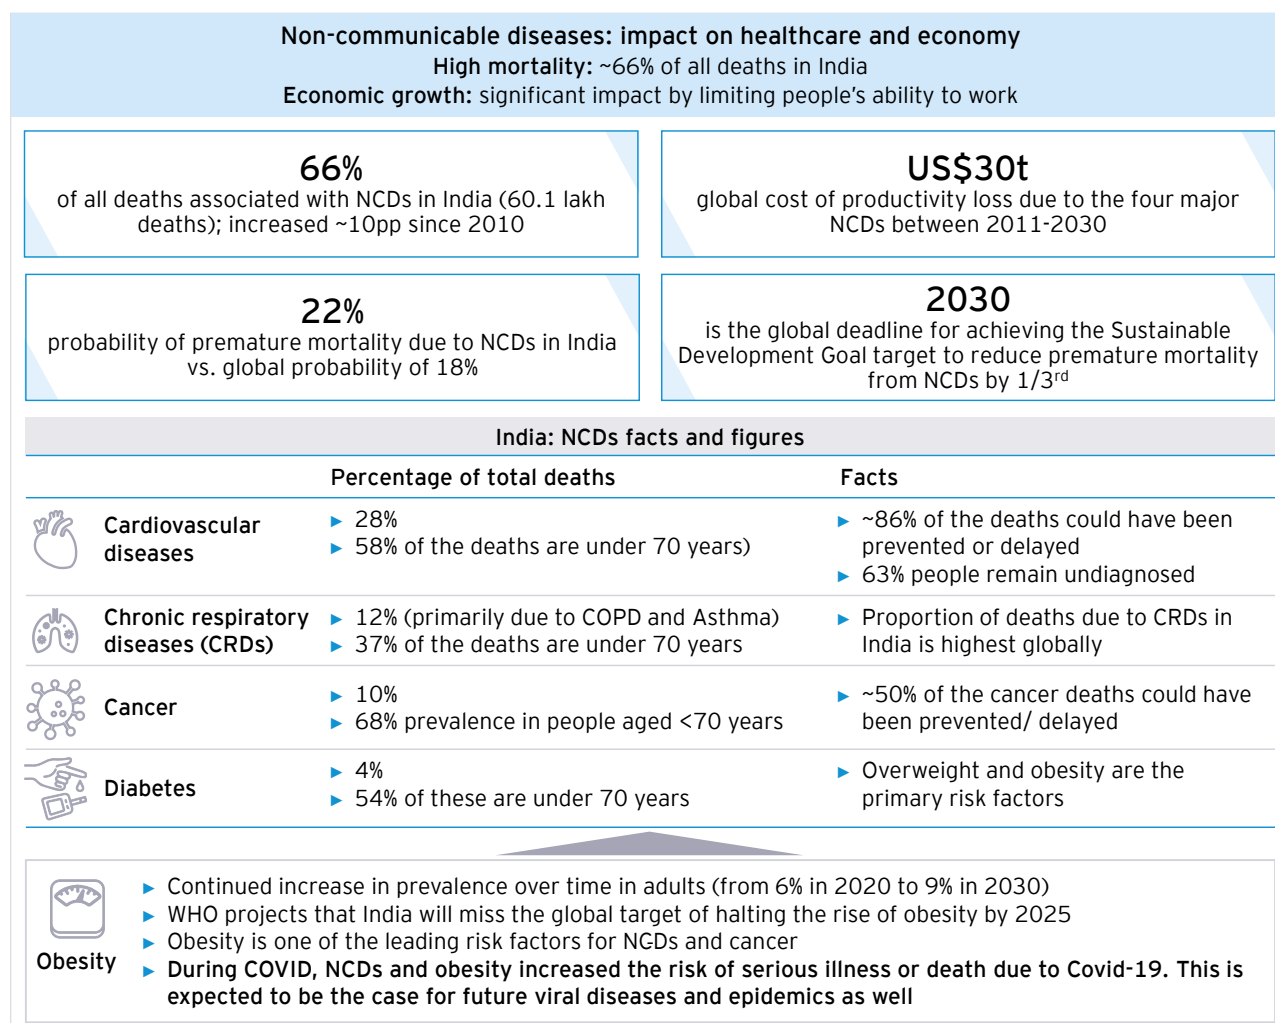 Non-communicable diseases: impact on healthcare and economy
High mortality: ~66% of all deaths in India
Economic growth: significant impact by limiting people's ability to work
66%
of all deaths associated with NCDs in India (60.1 lakh
deaths); increased ~10pp since 2010
US$30t
global cost of productivity loss due to the four major
NCDs between 2011-2030
22%
probability of premature mortality due to NCDs in India
vs. global probability of 18%
2030
is the global deadline for achieving the Sustainable
Development Goal target to reduce premature mortality
from NCDs by 1/3rd
India: NCDs facts and figures
Percentage of total deaths
Facts
Cardiovascular
diseases
► 28%
► 58% of the deaths are under 70 years)
► ~86% of the deaths could have been
prevented or delayed
► 63% people remain undiagnosed
Chronic respiratory
diseases (CRDs)
► 12% (primarily due to COPD and Asthma)
► 37% of the deaths are under 70 years
► Proportion of deaths due to CRDs in
India is highest globally
Cancer
► 10%
► 68% prevalence in people aged <70 years
► ~50% of the cancer deaths could have
been prevented/ delayed
Diabetes
► 4%
► 54% of these are under 70 years
► Overweight and obesity are the
primary risk factors
Obesity
► Continued increase in prevalence over time in adults (from 6% in 2020 to 9% in 2030)
► WHO projects that India will miss the global target of halting the rise of obesity by 2025
► Obesity is one of the leading risk factors for NCDs and cancer
► During COVID, NCDs and obesity increased the risk of serious illness or death due to Covid-19. This is
expected to be the case for future viral diseases and epidemics as well